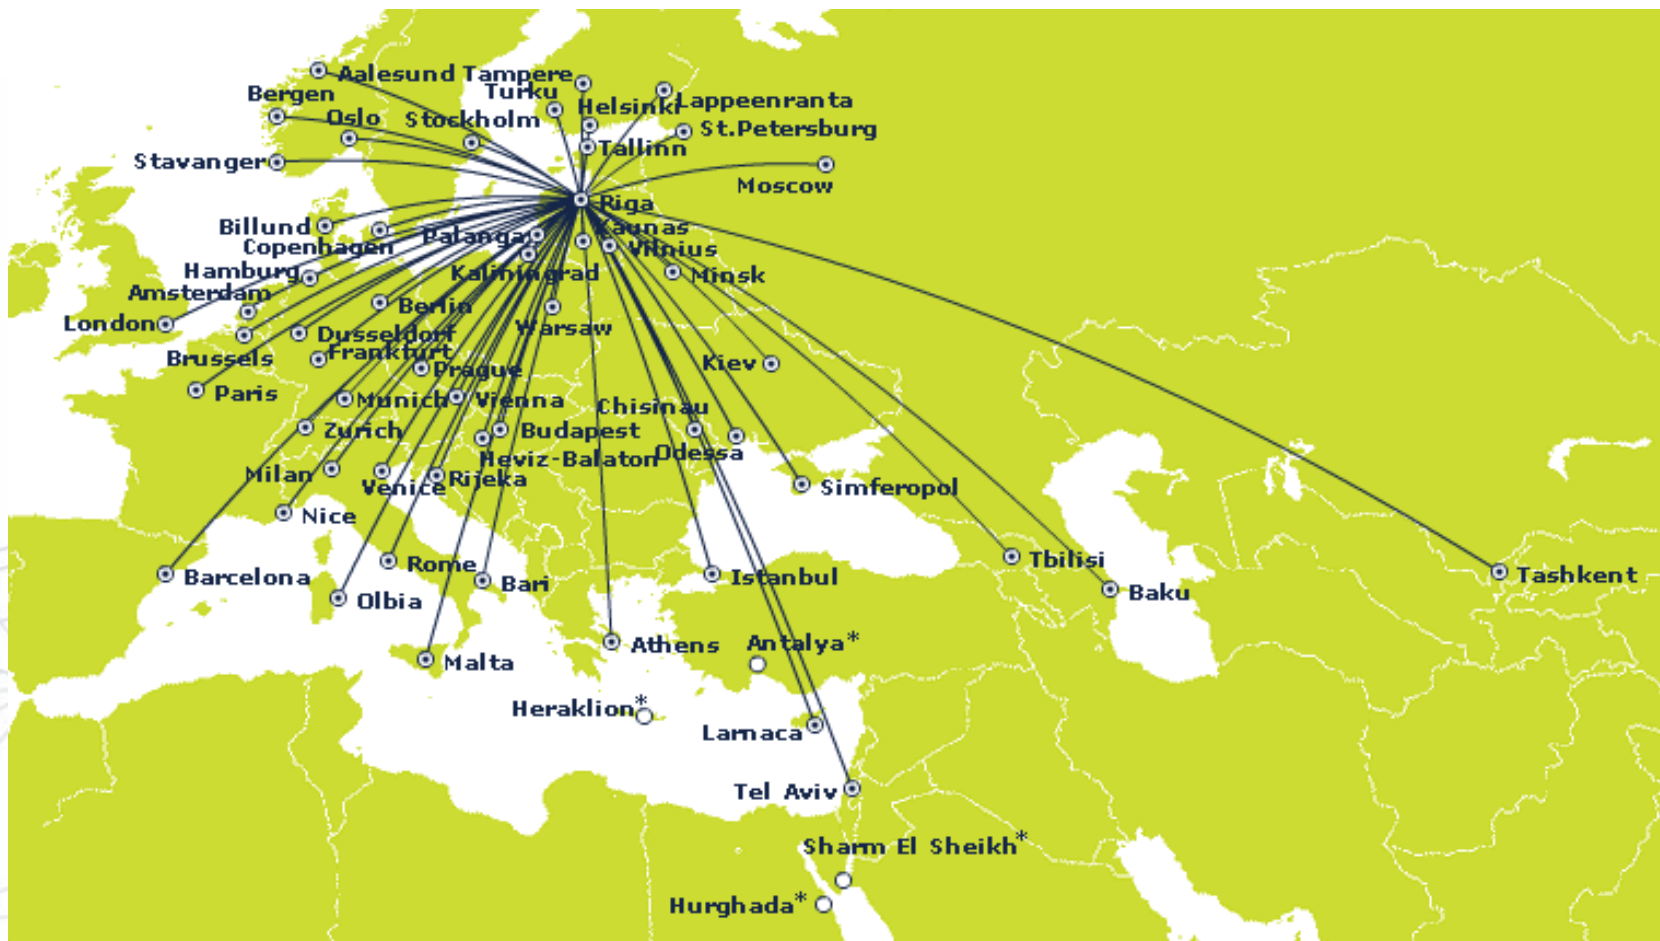 Aalesund
Tampere
Bergen
Turku
Helsinki
Lappeenranta
Oslo
Stockholm
St.Petersburg
Stavanger
Tallinn
Moscow
Riga
Billund
Kaunas
Copenhagen
Palanga
Vilnius
Hamburg
Kaliningrad
Minsk
Amsterdam
Berlin
London
Dusseldorf
Warsaw
Brussels
Frankfurt
Prague
Kiev
Paris
Munich
Vienna
Chisinau
Zurich
Budapest
Heviz-Balaton
Odessa
Milan
Venice
Rijeka
Simferopol
Nice
Rome
Tbilisi
Barcelona
Bari
Istanbul
Tashkent
Baku
Olbia
Athens
Antalya*
Malta
Heraklion*
Larnaca
Tel Aviv
Sharm El Sheikh*
Hurghada*